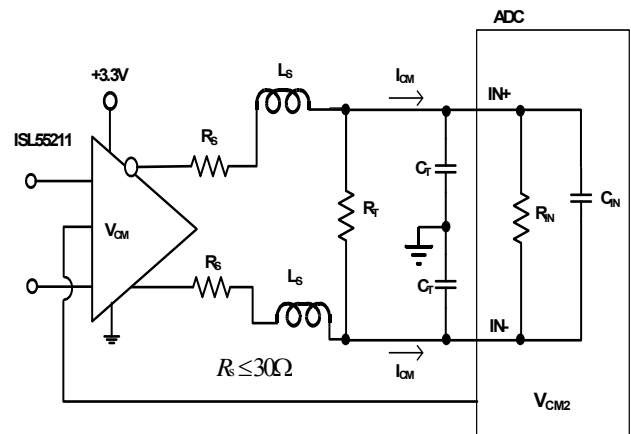 ADC
+3.3V
LS
ICM
IN+
ISL55211
RS
CT
CIN
RT
RIN
VCM
RS
LS
CT
IN-
Rs ≤30Ω
ICM
VCM2